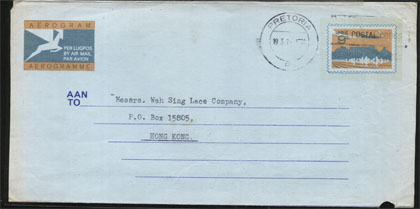 AEROGRAM
PER LUGPOS
BY AIR MAIL
PAR AVION
AEROGRAMME
PRETORIA
POSTAL
AAN
TO
Messrs. Wah Sing Lace Company,
P.O. Box 15805,
HONG KONG.